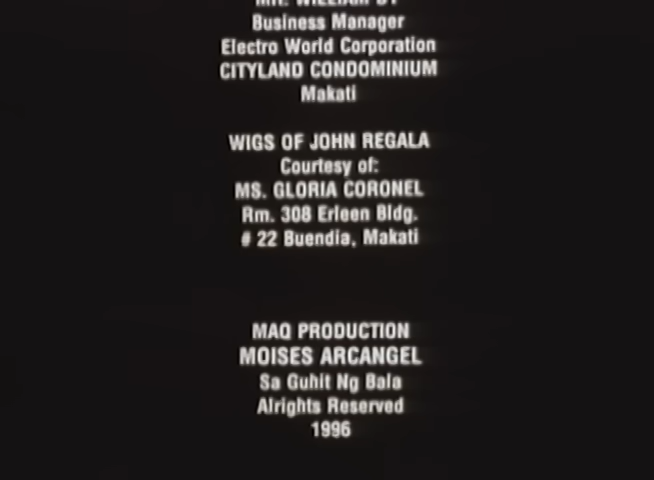 Business Manager
Electro World Corporation
CITYLAND CONDOMINIUM
Makati
WIGS OF JOHN REGALA
Courtesy of:
MS. GLORIA CORONEL
Rm. 308 Erleen Bldg.
# 22 Buendia, Makati
MAQ PRODUCTION
MOISES ARCANGEL
Sa Guhit Ng Bala
Alrights Reserved
1996